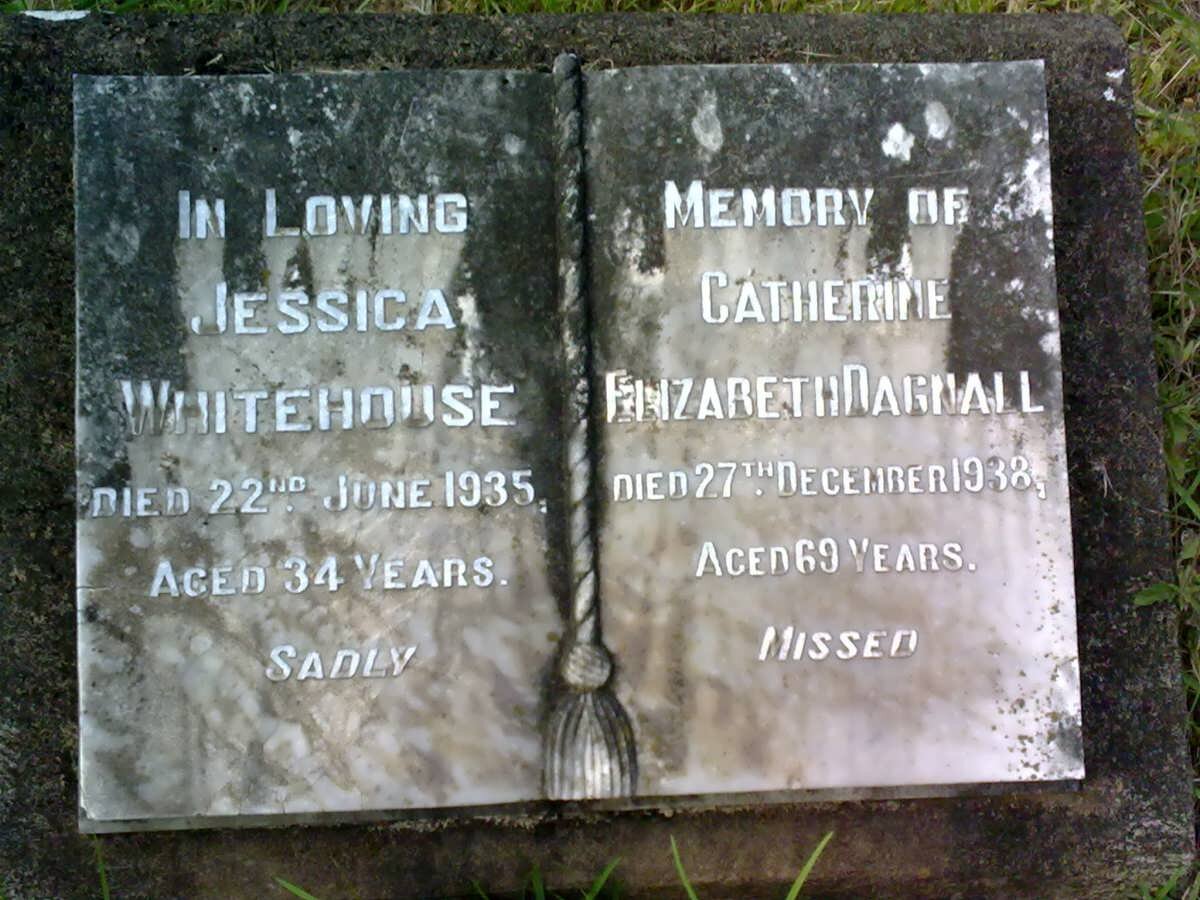 In Loving
Jessica
Whitehouse
died 22nd. June 1935,
Aged 34 Years.
Sadly
Memory of
Catherine
Elizabeth Dagnall
died 27th. December 1938,
Aged 69 Years.
Missed